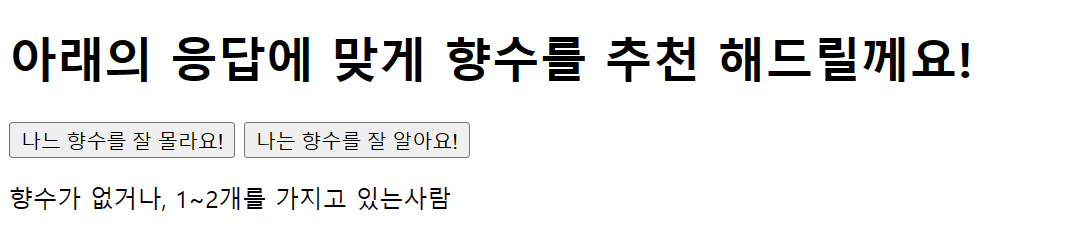 아래의 응답에 맞게 향수를 추천 해드릴께요!
나느 향수를 잘 몰라요! 나는 향수를 잘 알아요!
향수가 없거나, 1~2개를 가지고 있는사람